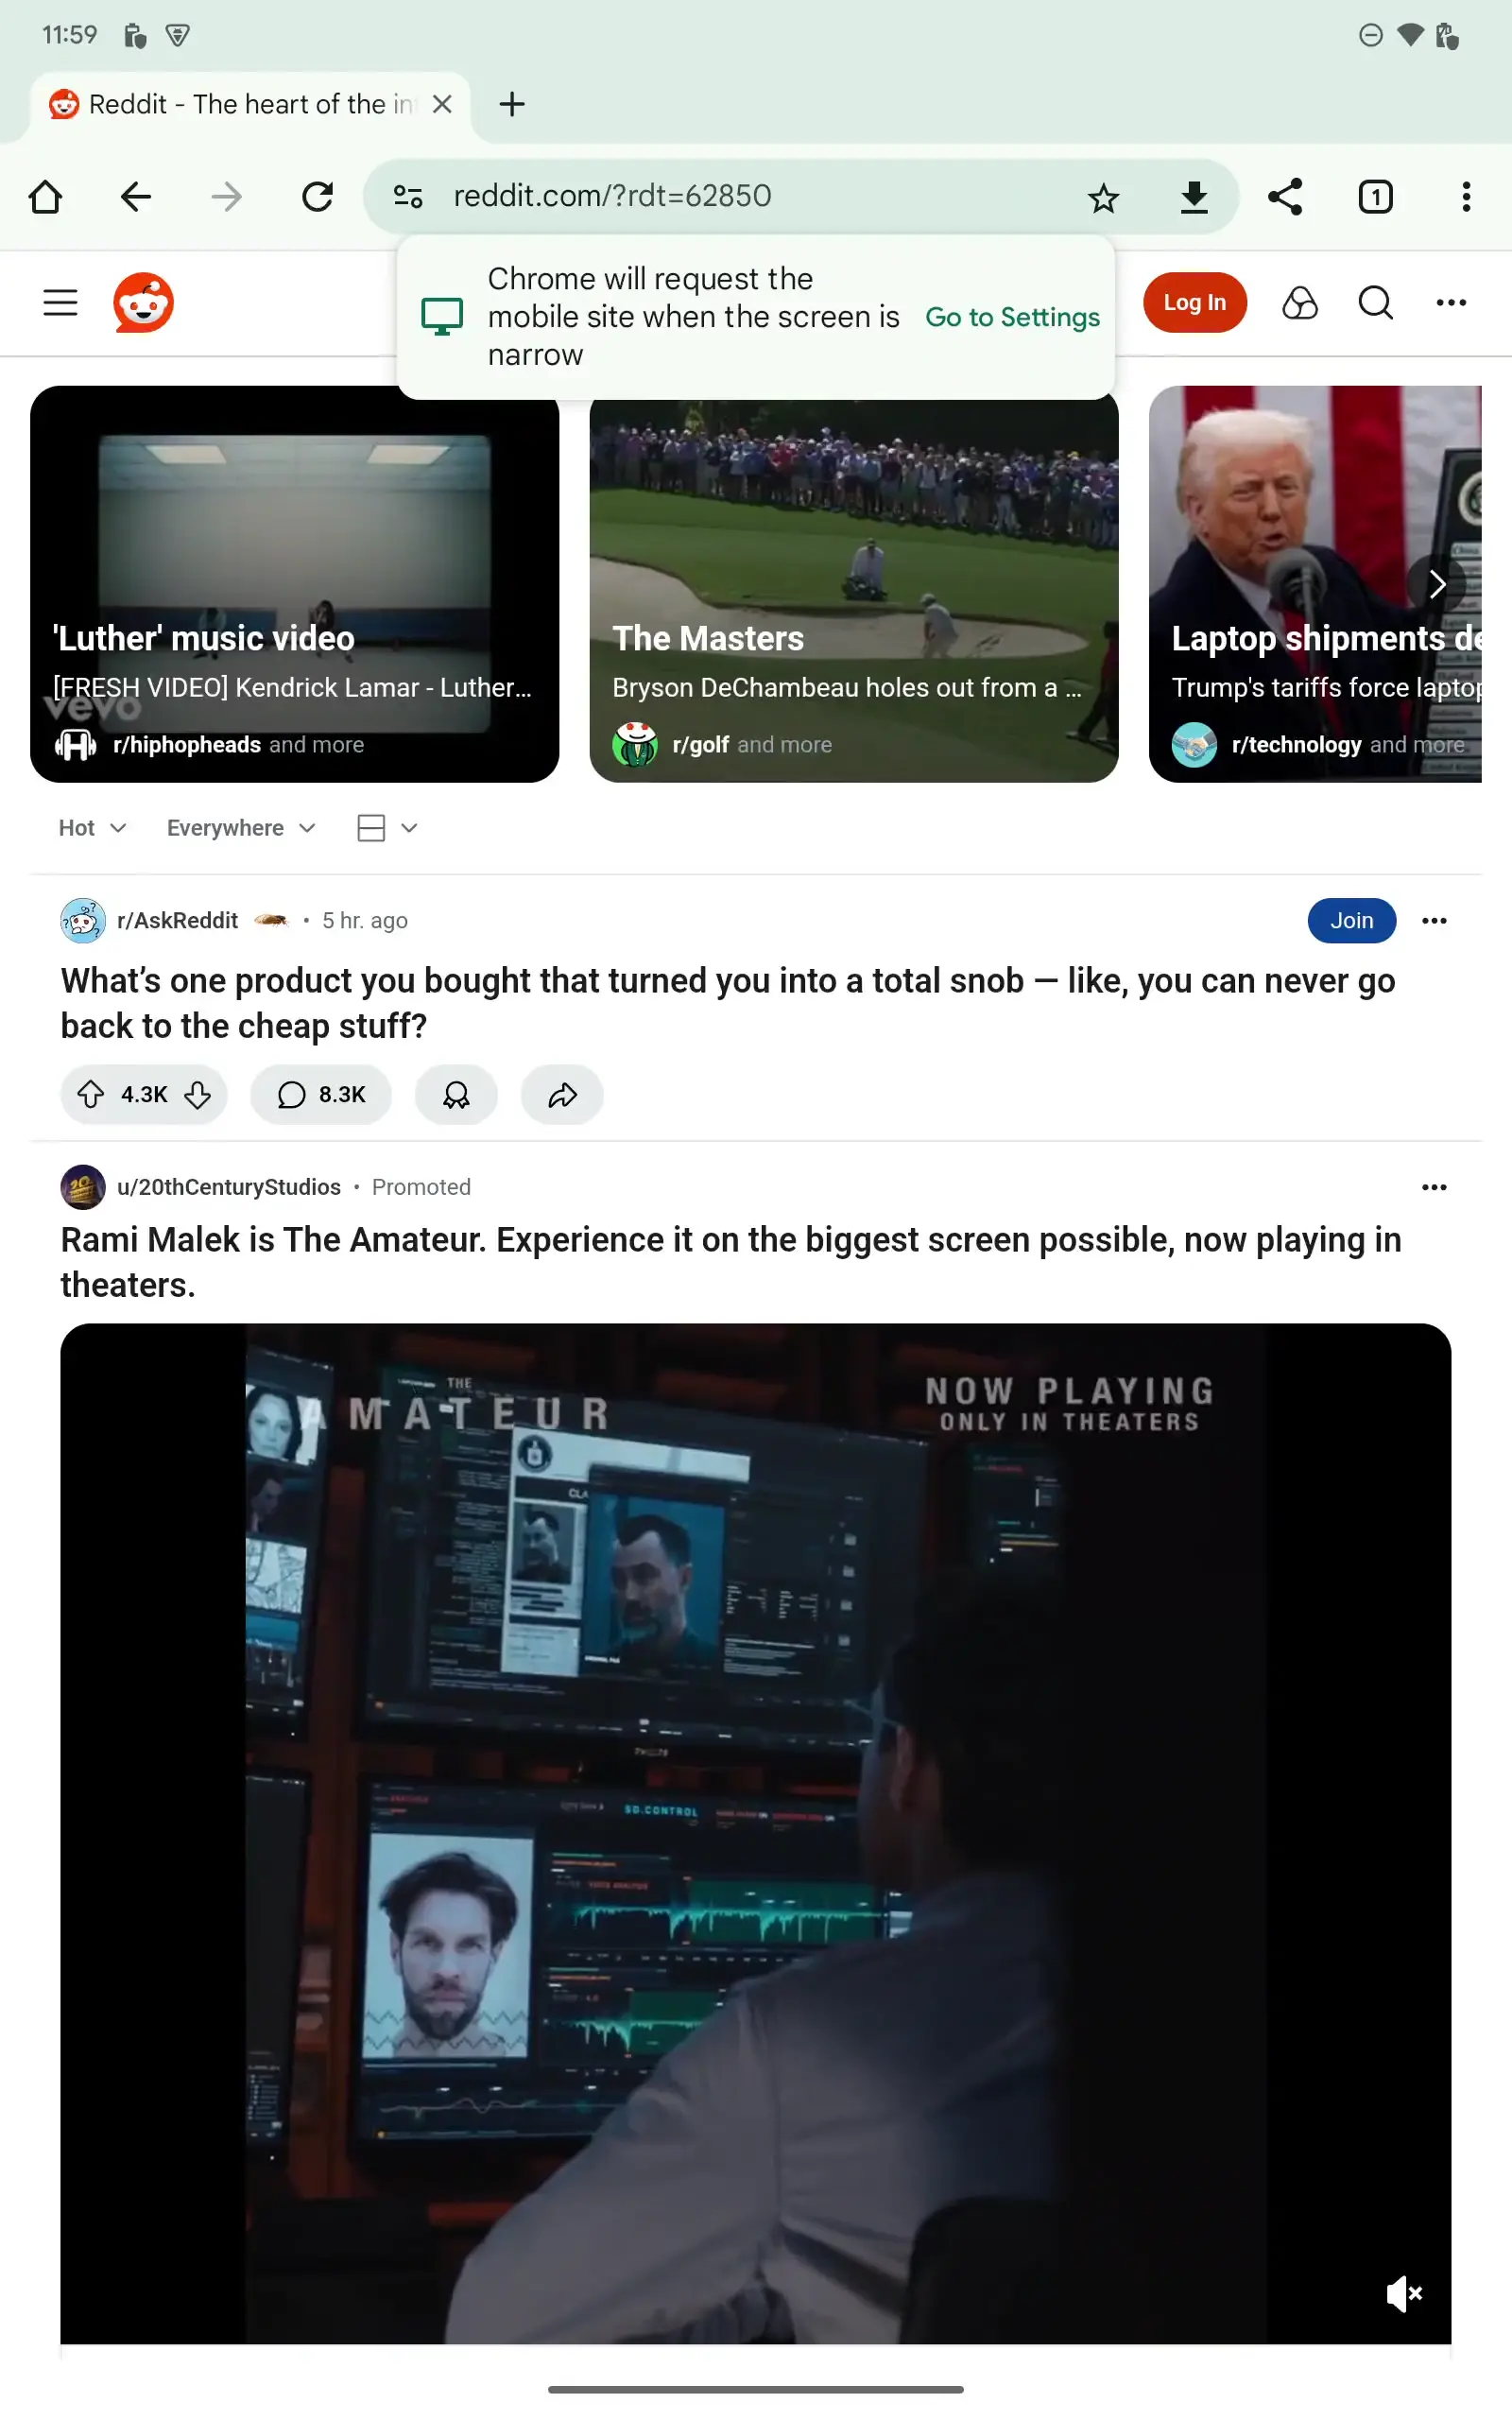 11:59
Reddit - The heart of the in
reddit.com/?rdt=62850
1
Chrome will request the
mobile site when the screen is
narrow
Go to Settings
Log In
'Luther' music video
[FRESH VIDEO] Kendrick Lamar - Luther...
vevo
r/hiphopheads and more
The Masters
Bryson DeChambeau holes out from a ...
r/golf and more
Laptop shipments de
Trump's tariffs force laptop
r/technology and more
Hot
Everywhere
r/AskReddit • 5 hr. ago
Join
What’s one product you bought that turned you into a total snob — like, you can never go
back to the cheap stuff?
4.3K
8.3K
u/20thCenturyStudios • Promoted
Rami Malek is The Amateur. Experience it on the biggest screen possible, now playing in
theaters.
THE
AMATEUR
NOW PLAYING
ONLY IN THEATERS
CLA
SD.CONTROL